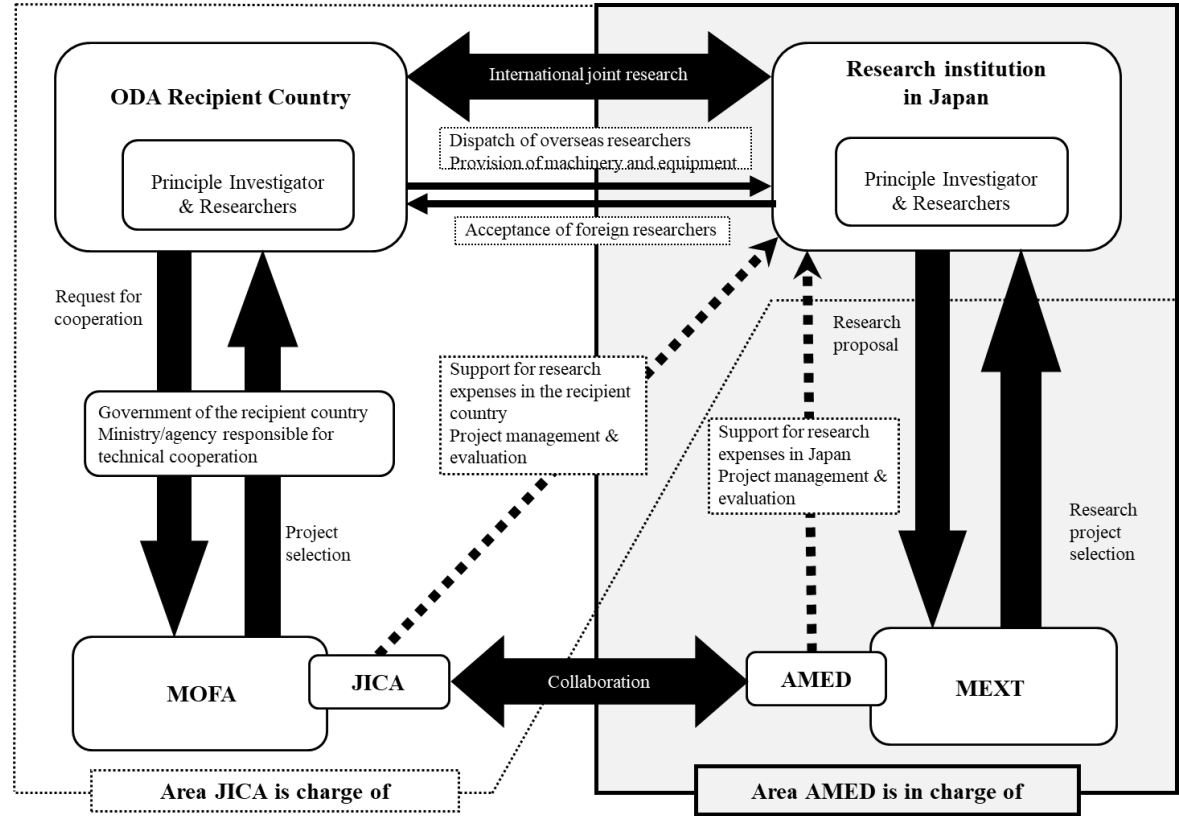 ODA Recipient Country
Principle Investigator
& Researchers
International joint research
Research institution
in Japan
Principle Investigator
& Researchers
Dispatch of overseas researchers
Provision of machinery and equipment
Acceptance of foreign researchers
Request for
cooperation
Government of the recipient country
Ministry/agency responsible for
technical cooperation
Project
selection
Support for research
expenses in the recipient
country
Project management &
evaluation
Research
proposal
Support for research
expenses in Japan
Project management &
evaluation
Research
project
selection
MOFA
JICA
Collaboration
AMED
MEXT
Area JICA is charge of
Area AMED is in charge of